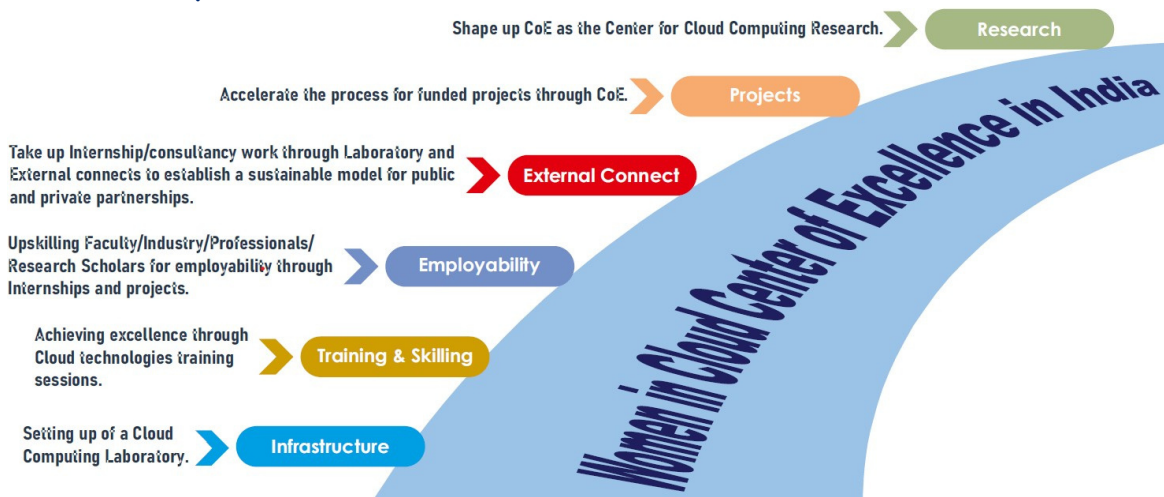 Shape up CoE as the Center for Cloud Computing Research.
Research
Accelerate the process for funded projects through CoE.
Projects
Take up Internship/consultancy work through Laboratory and
External connects to establish a sustainable model for public
and private partnerships.
External Connect
Upskilling Faculty/Industry/Professionals/
Research Scholars for employability through
Internships and projects.
Employability
Achieving excellence through
Cloud technologies training
sessions.
Training & Skilling
Setting up of a Cloud
Computing Laboratory.
Infrastructure
Women in Cloud Center of Excellence in India